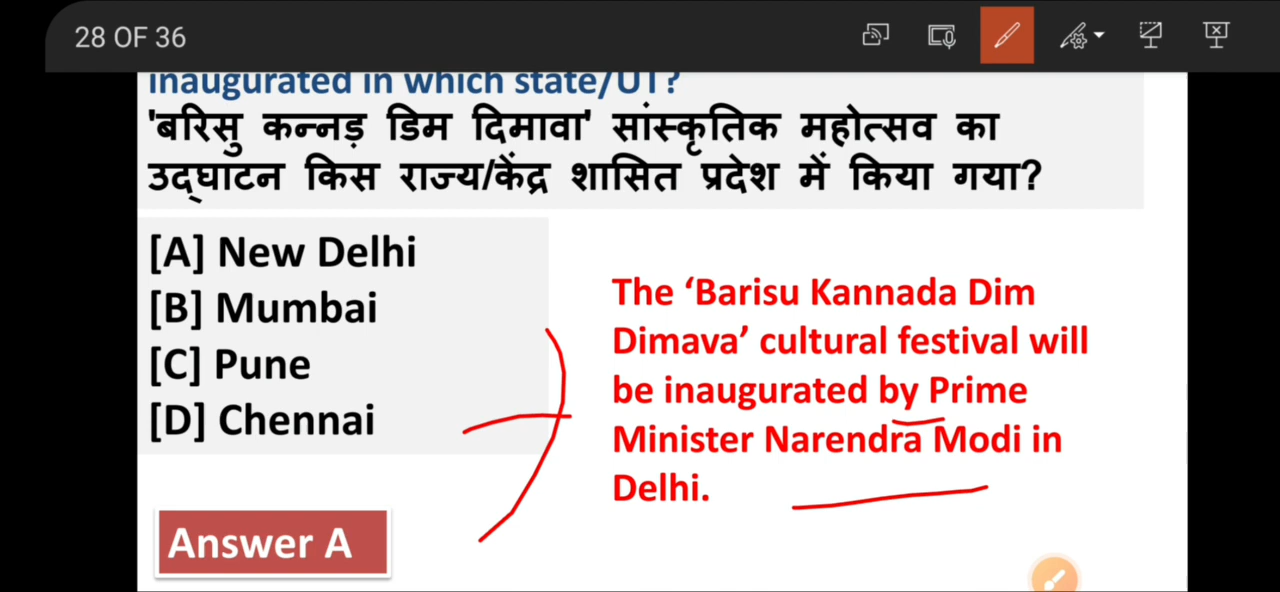 28 OF 36
inaugurated in which state/UT?
'बरिसु कन्नड़ डिम दिमावा' सांस्कृतिक महोत्सव का
उद्घाटन किस राज्य/केंद्र शासित प्रदेश में किया गया?
[A] New Delhi
[B] Mumbai
[C] Pune
[D] Chennai
The ‘Barisu Kannada Dim
Dimava’ cultural festival will
be inaugurated by Prime
Minister Narendra Modi in
Delhi.
Answer A